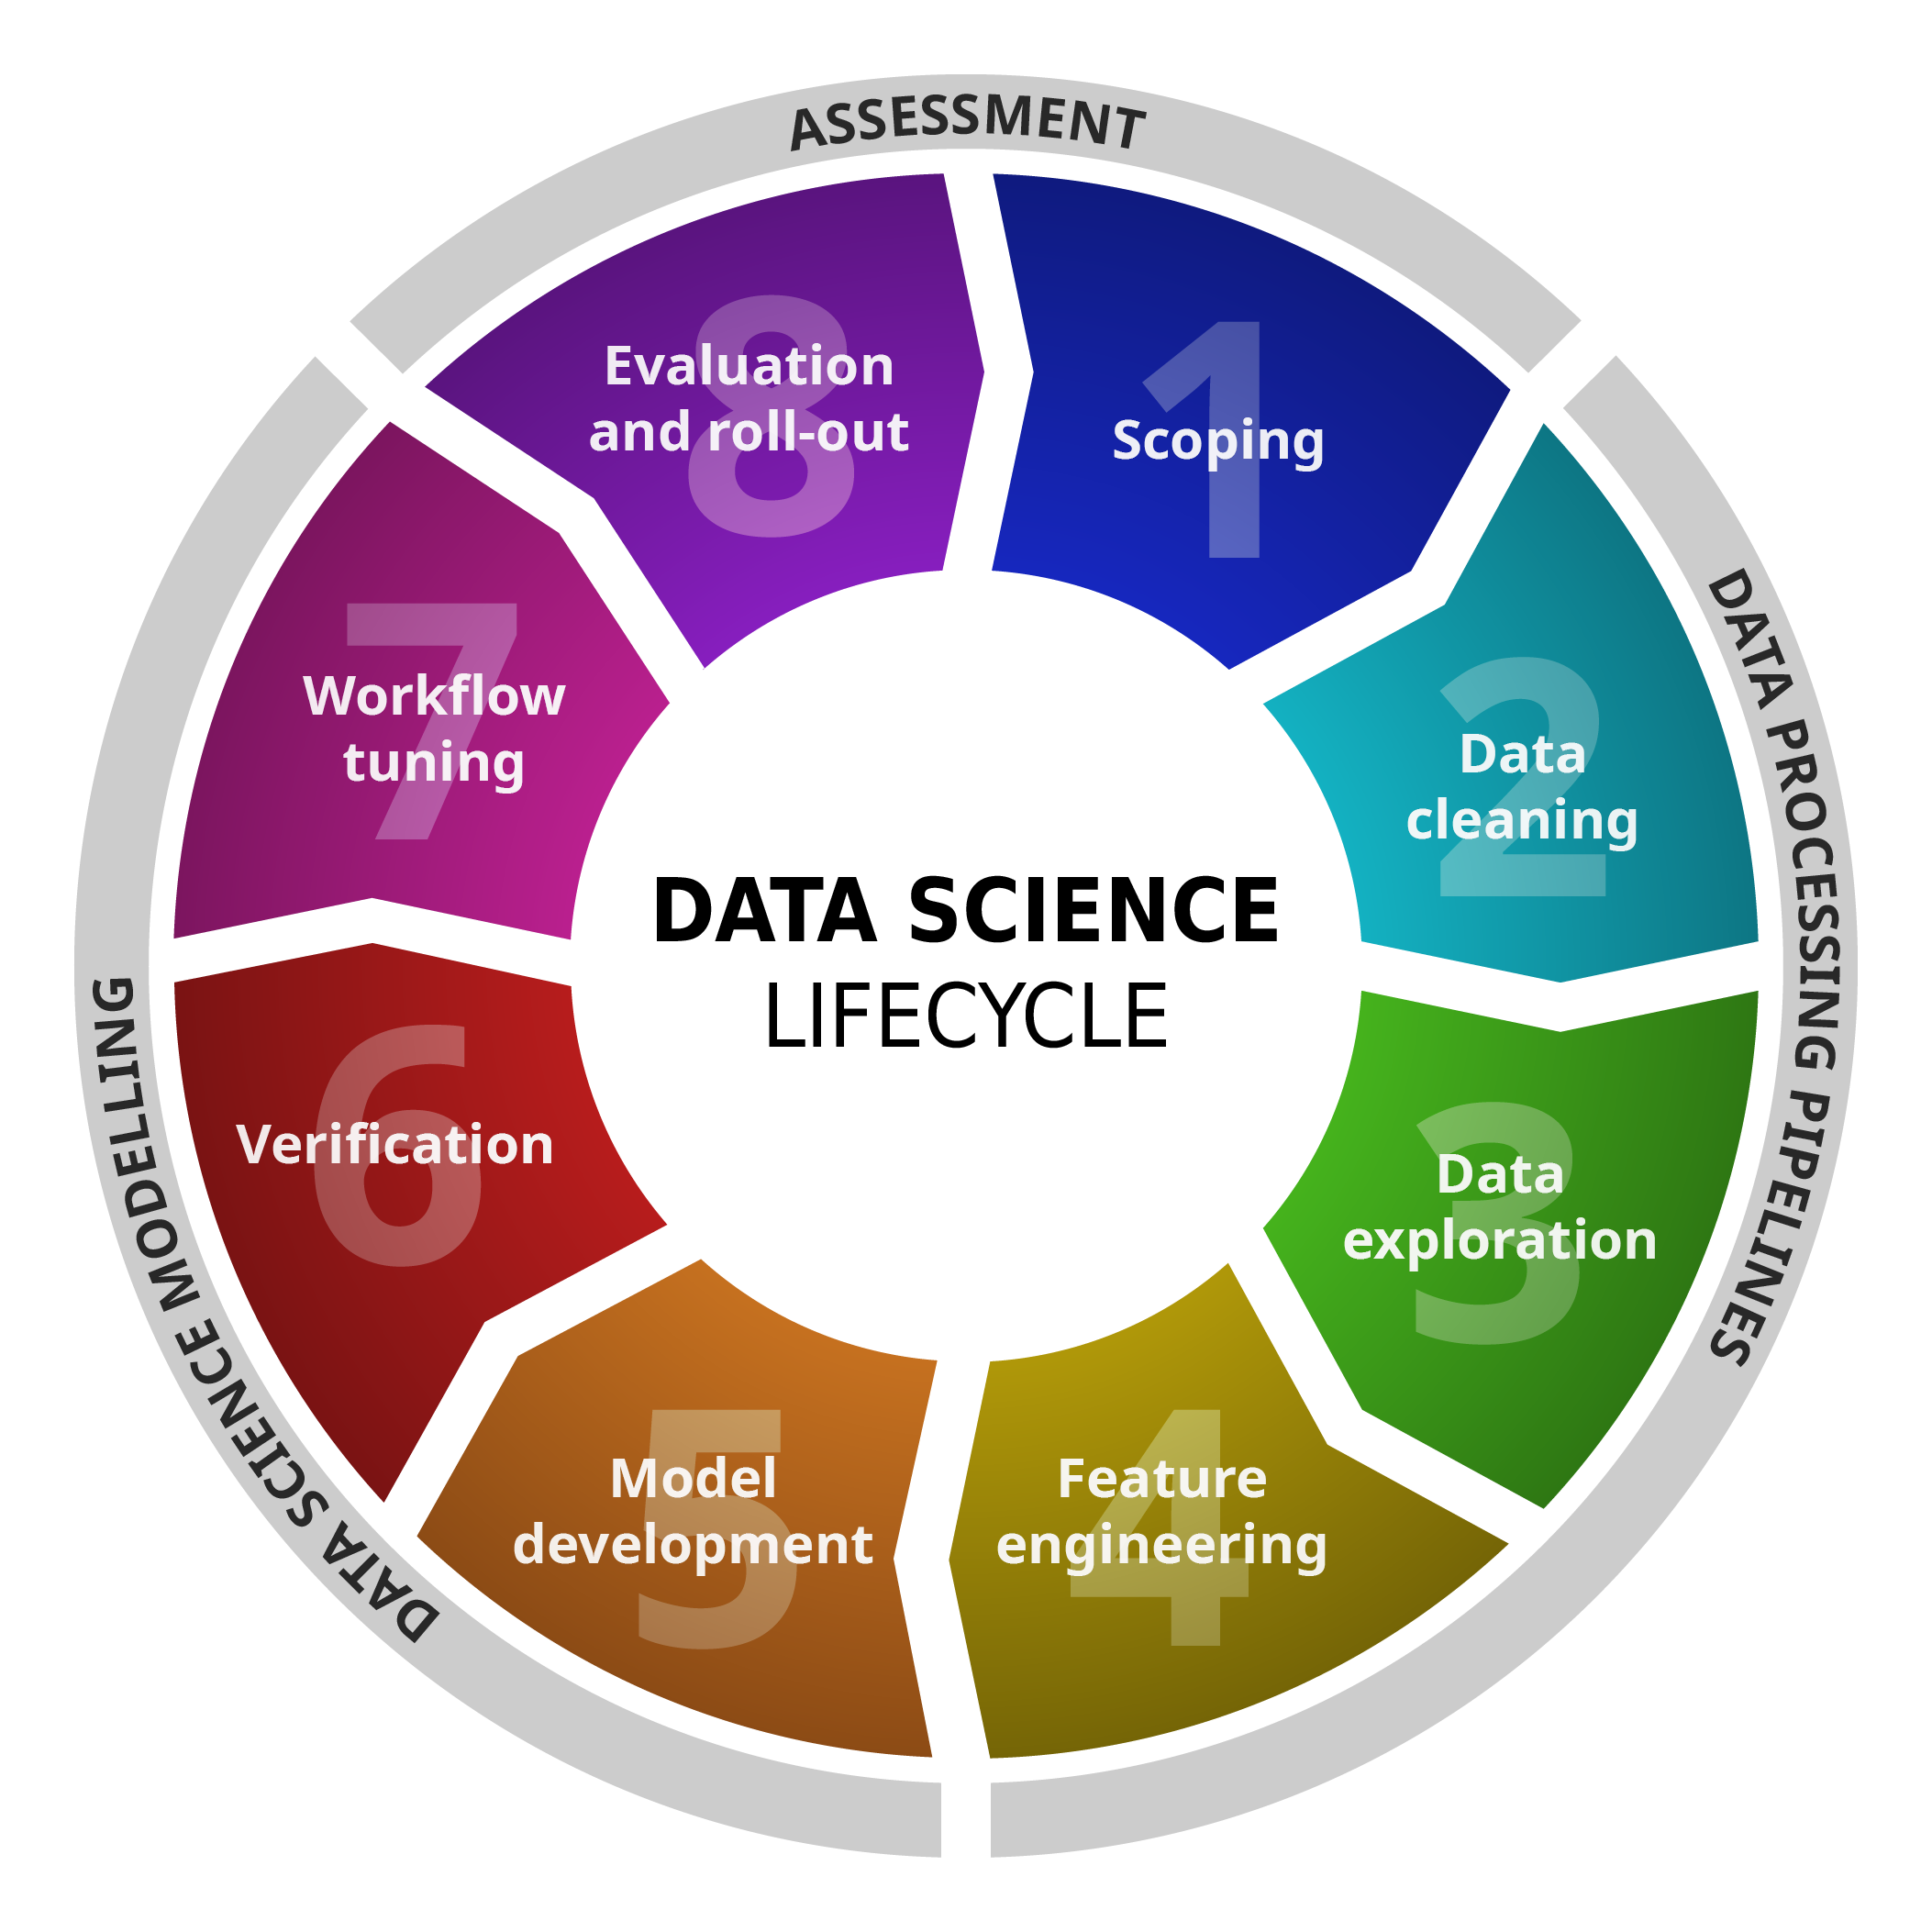 ASSESSMENT
DATA PROCESSING PIPELINES
DATA SCIENCE MODELLING
DATA SCIENCE
LIFECYCLE
1
Scoping
2
Data
cleaning
3
Data
exploration
4
Feature
engineering
5
Model
development
6
Verification
7
Workflow
tuning
8
Evaluation
and roll-out